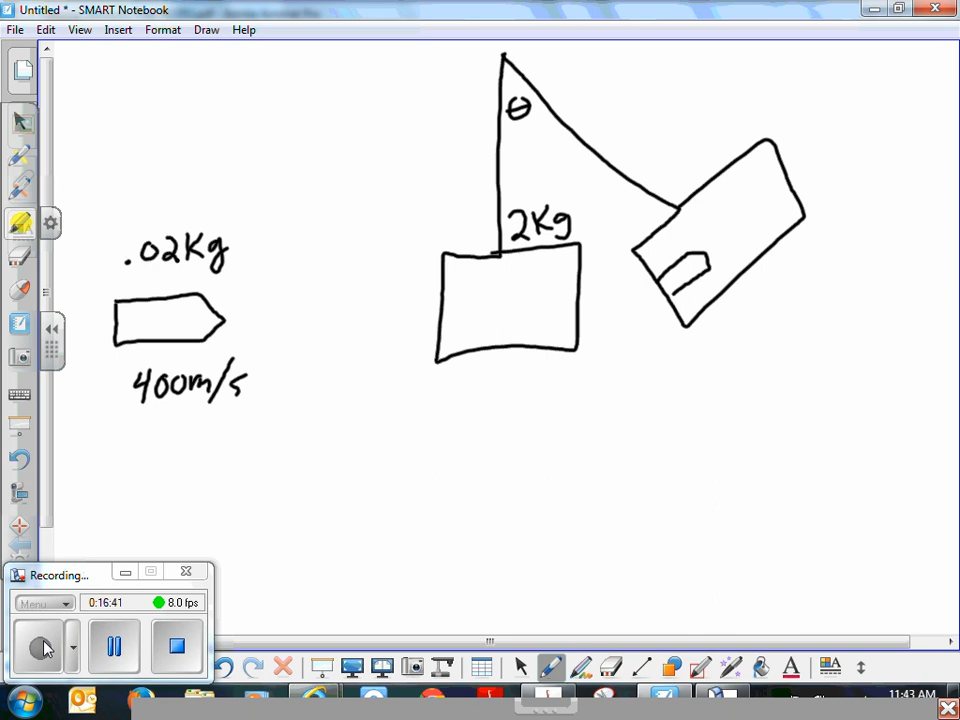 Untitled * - SMART Notebook
File Edit View Insert Format Draw Help
θ
2Kg
.02Kg
400m/s
Recording...
Menu
0:16:41
8.0 fps
11:43 AM